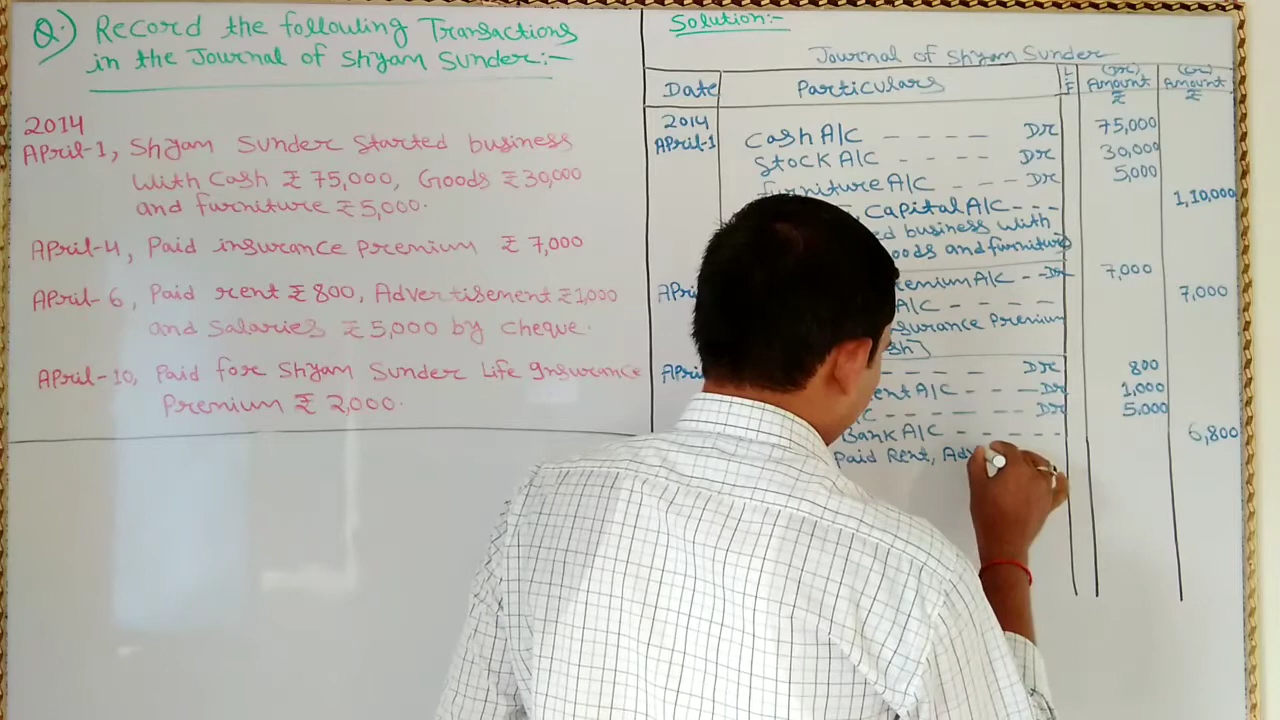 Q.) Record the following Transactions
in the Journal of Shyam Sunder:-
2014
April-1, Shyam Sunder Started business
with Cash ₹ 75,000, Goods ₹ 30,000
and furniture ₹ 5,000.
April-4, Paid insurance premium ₹ 7,000
April-6, Paid rent ₹ 800, Advertisement ₹ 1,000
and Salaries ₹ 5,000 by Cheque.
April-10, Paid for Shyam Sunder Life Insurance
Premium ₹ 2,000.
Solution:-
Journal of Shyam Sunder
Date Particulars L.F (Dr) Amount ₹ (Cr) Amount ₹
2014
April-1 Cash A/C - - - - Dr 75,000
Stock A/C - - - - Dr 30,000
furniture A/C - - - Dr 5,000
Capital A/C - - - 1,10,000
business with
and furniture
A/C - - Dr 7,000
A/C - - - - 7,000
Premium
- - - - Dr 800
A/C - - - Dr 1,000
- - - - - Dr 5,000
Bank A/C - - - - - 6,800
Paid Rent,